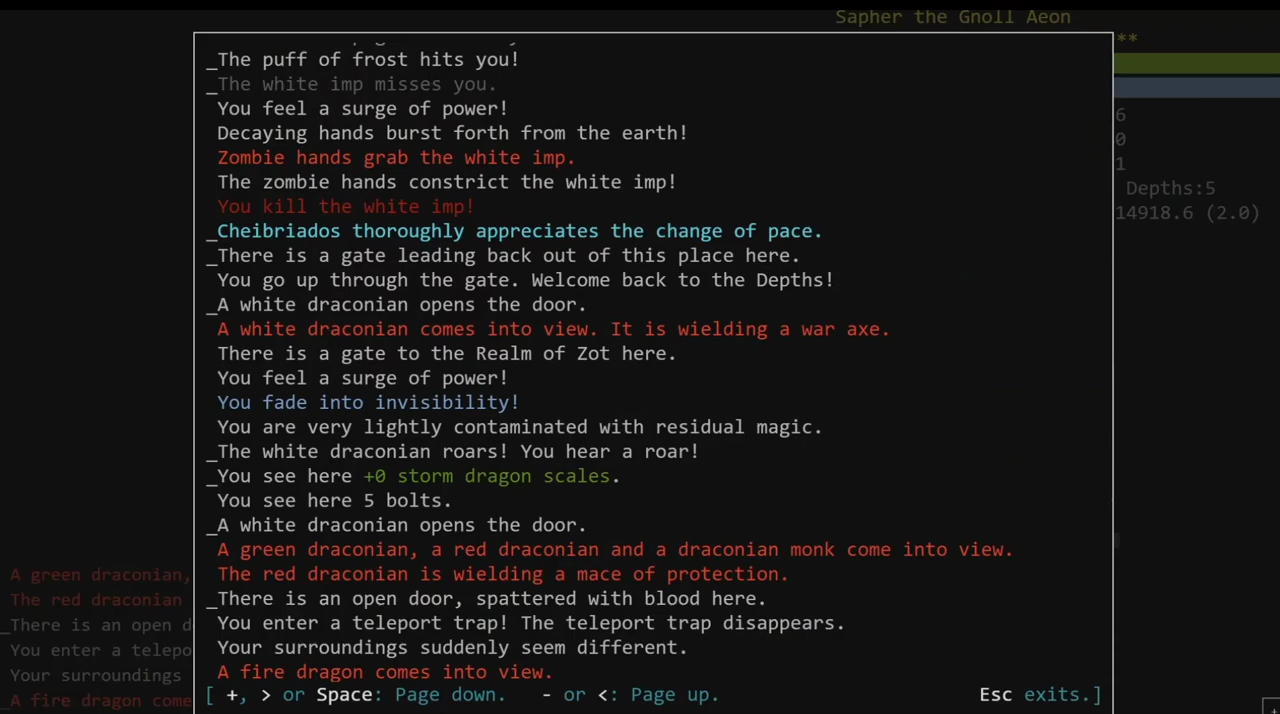 Sapher the Gnoll Aeon
**
_The puff of frost hits you!
_The white imp misses you.
You feel a surge of power!
6
Decaying hands burst forth from the earth!
0
Zombie hands grab the white imp.
1
The zombie hands constrict the white imp!
Depths:5
You kill the white imp!
14918.6 (2.0)
_Cheibriados thoroughly appreciates the change of pace.
_There is a gate leading back out of this place here.
You go up through the gate. Welcome back to the Depths!
_A white draconian opens the door.
A white draconian comes into view. It is wielding a war axe.
There is a gate to the Realm of Zot here.
You feel a surge of power!
You fade into invisibility!
You are very lightly contaminated with residual magic.
_The white draconian roars! You hear a roar!
_You see here +0 storm dragon scales.
You see here 5 bolts.
_A white draconian opens the door.
A green draconian, a red draconian and a draconian monk come into view.
The red draconian is wielding a mace of protection.
_There is an open door, spattered with blood here.
You enter a teleport trap! The teleport trap disappears.
Your surroundings suddenly seem different.
A fire dragon comes into view.
[ +, > or Space: Page down.   - or <: Page up.   Esc exits.]
A green draconian,
The red draconian
_There is an open d
You enter a telepo
Your surroundings
_A fire dragon come